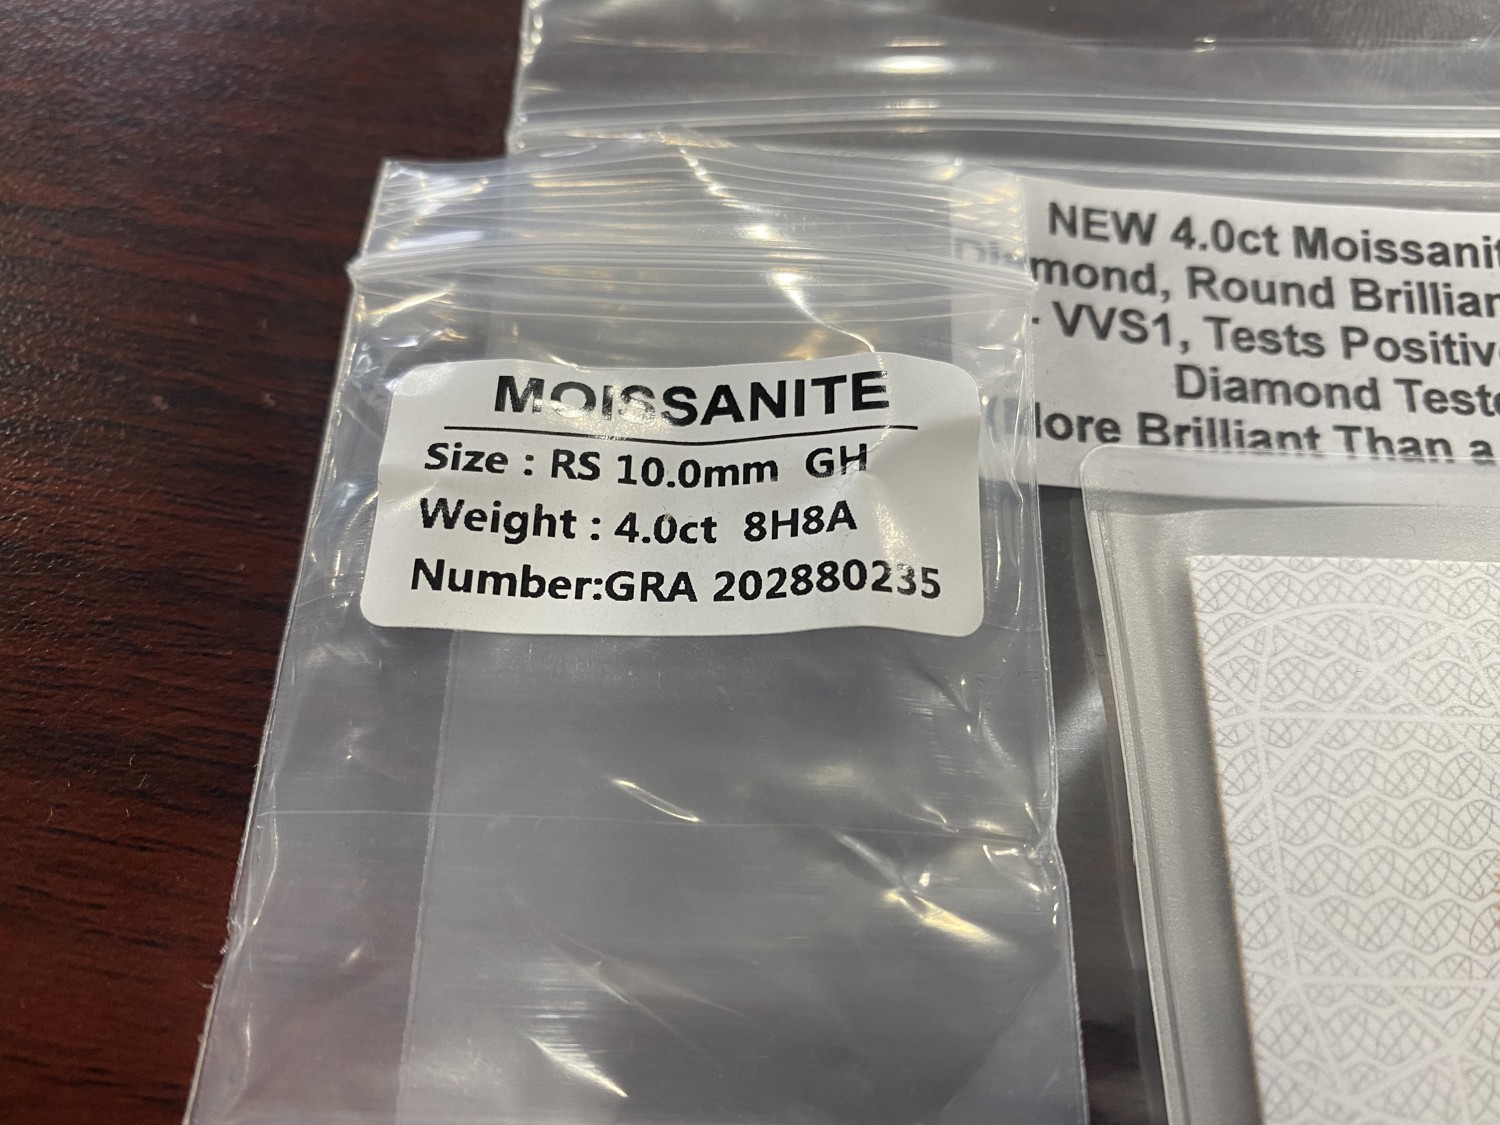 MOISSANITE
Size : RS 10.0mm GH
Weight : 4.0ct 8H8A
Number:GRA 202880235
NEW 4.0ct
Round
- VVS1, Tests
Diamond
Brilliant Than a